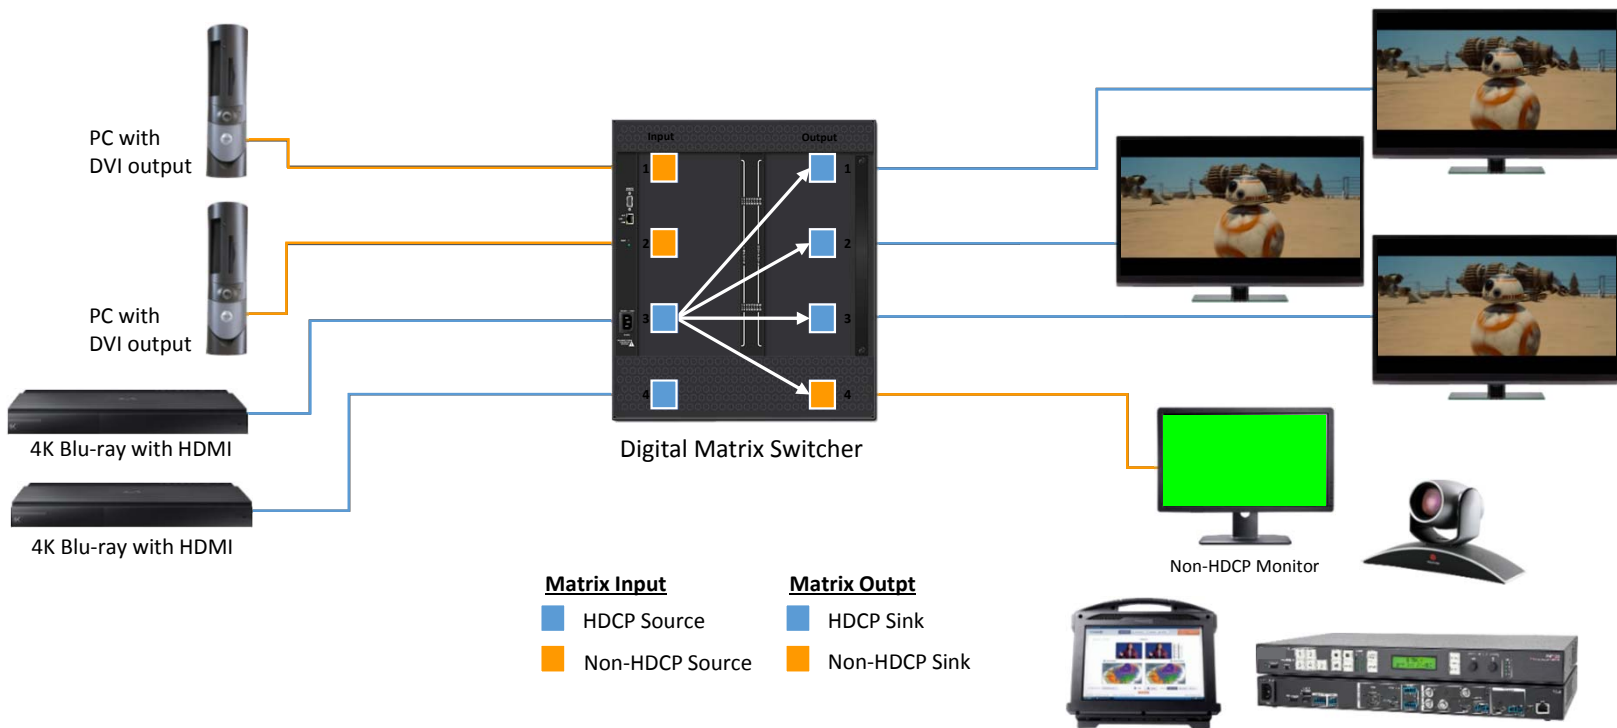 PC with
DVI output
PC with
DVI output
4K Blu-ray with HDMI
4K Blu-ray with HDMI
Input
Output
1
1
2
2
3
3
4
4
Digital Matrix Switcher
Non-HDCP Monitor
Matrix Input
HDCP Source
Non-HDCP Source
Matrix Outpt
HDCP Sink
Non-HDCP Sink